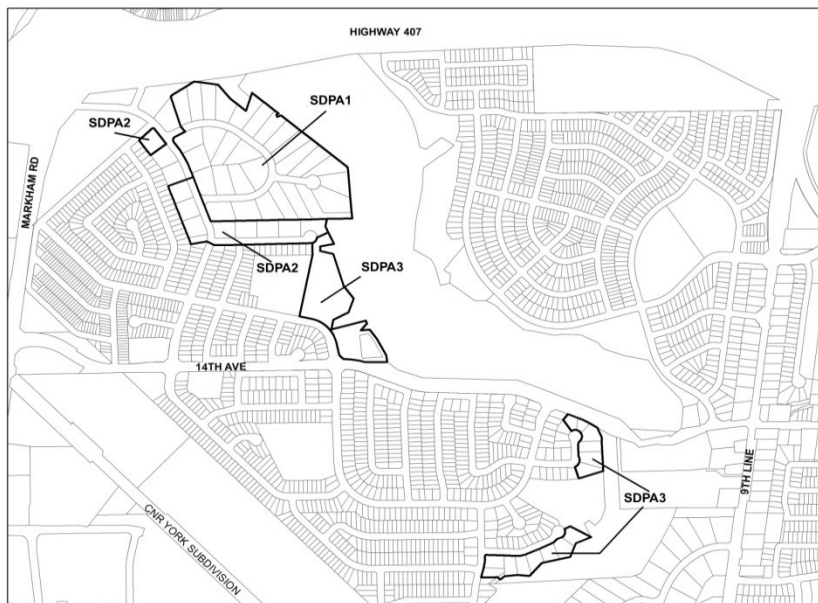 HIGHWAY 407
SDPA1
SDPA2
MARKHAM RD
SDPA2
SDPA3
14TH AVE
9TH LINE
SDPA3
CNR YORK SUBDIVISION